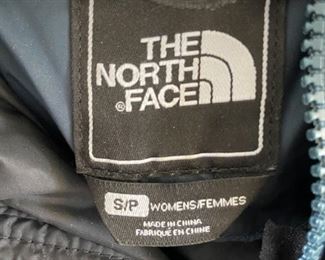 THE
NORTH
FACE
®
S/P WOMENS/FEMMES
MADE IN CHINA
FABRIQUÉ EN CHINE